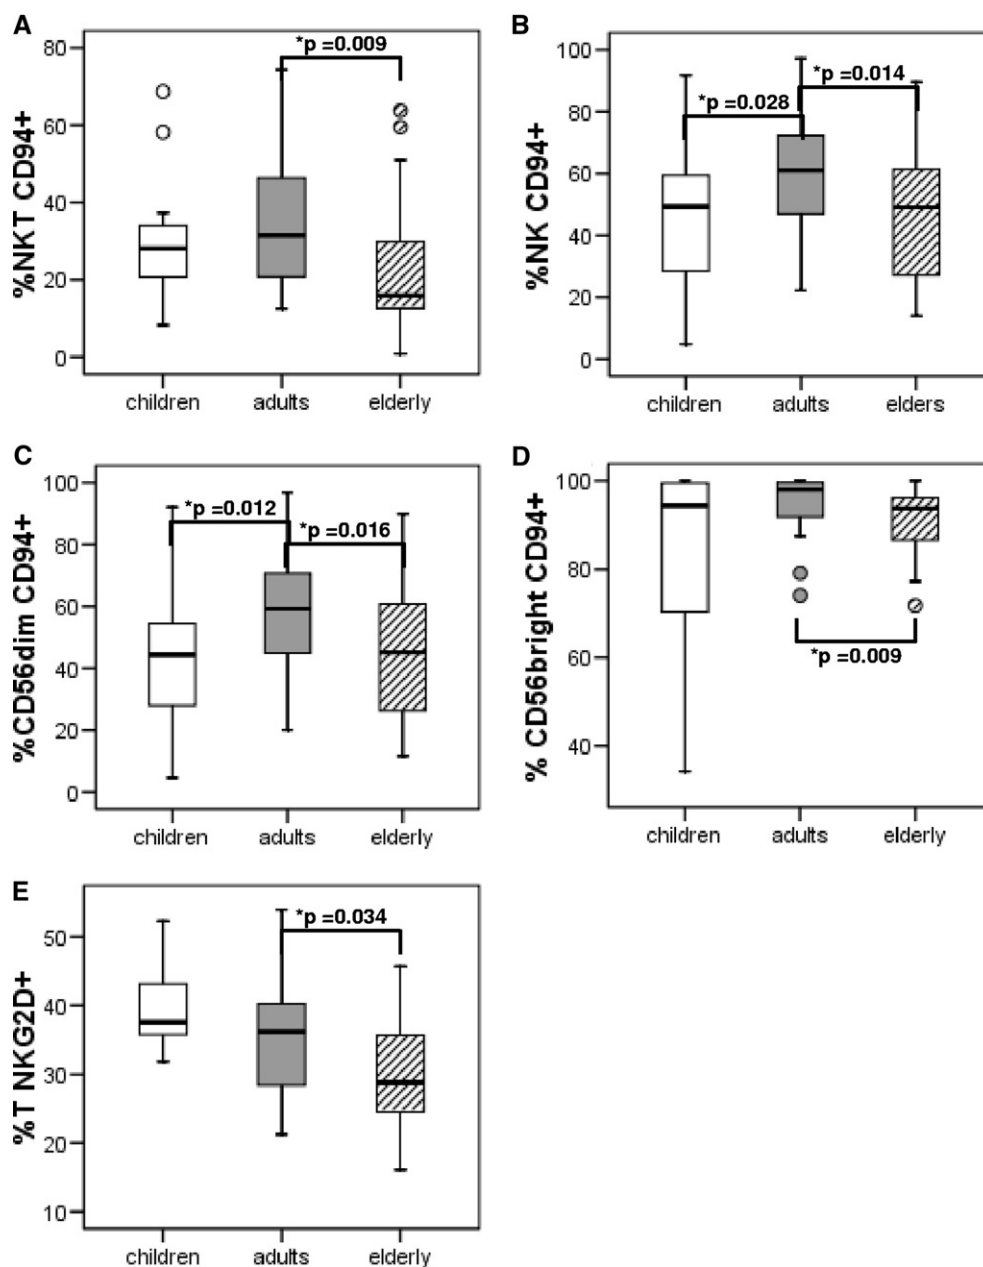 A
%NKT CD94+
80
60
40
20
0
*p =0.009
children adults elderly
B
%NK CD94+
100
80
60
40
20
0
*p =0.028
*p =0.014
children adults elders
C
%CD56dim CD94+
100
80
60
40
20
0
*p =0.012
*p =0.016
children adults elderly
D
% CD56bright CD94+
100
80
60
40
*p =0.009
children adults elderly
E
%T NKG2D+
50
40
30
20
10
*p =0.034
children adults elderly